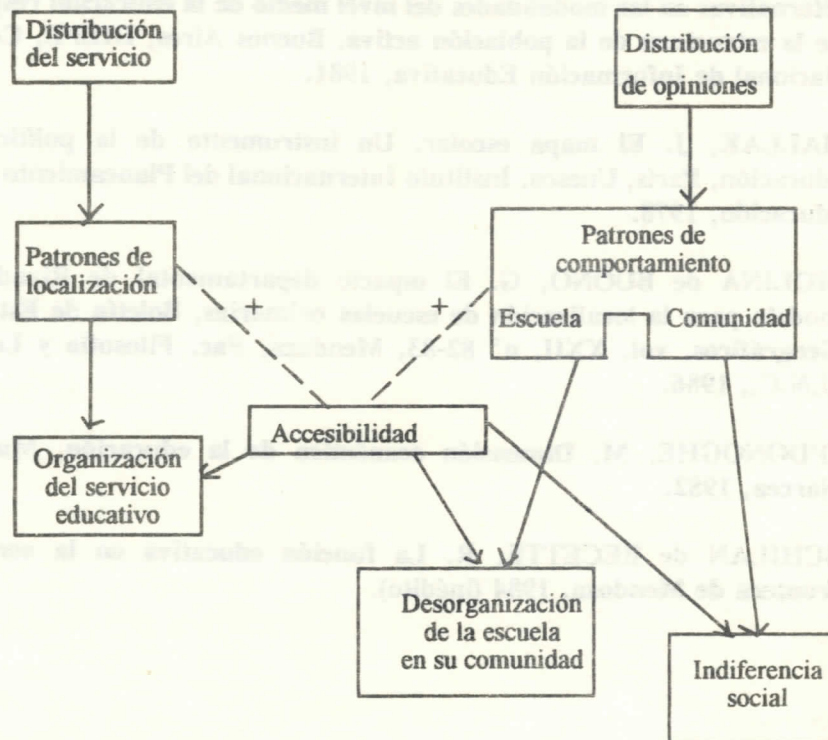 Distribución
del servicio
Distribución
de opiniones
Patrones de
localización
Patrones de
comportamiento
+
+
Escuela
Comunidad
Accesibilidad
Organización
del servicio
educativo
Desorganización
de la escuela
en su comunidad
Indiferencia
social